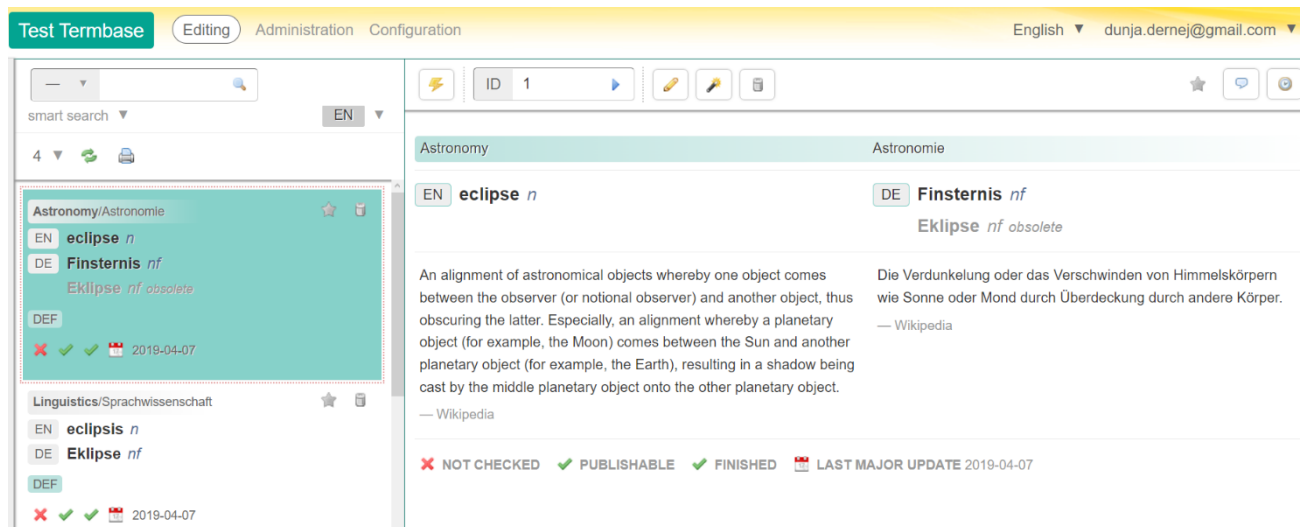 Test Termbase Editing Administration Configuration English ▼ dunja.dernej@gmail.com ▼
— ▼
smart search ▼ EN ▼
4 ▼
Astronomy/Astronomie
EN eclipse n
DE Finsternis nf
Eklipse nf obsolete
DEF
2019-04-07
Linguistics/Sprachwissenschaft
EN eclipsis n
DE Eklipse nf
DEF
2019-04-07
ID 1
Astronomy Astronomie
EN eclipse n
DE Finsternis nf
Eklipse nf obsolete
An alignment of astronomical objects whereby one object comes
between the observer (or notional observer) and another object, thus
obscuring the latter. Especially, an alignment whereby a planetary
object (for example, the Moon) comes between the Sun and another
planetary object (for example, the Earth), resulting in a shadow being
cast by the middle planetary object onto the other planetary object.
— Wikipedia
Die Verdunkelung oder das Verschwinden von Himmelskörpern
wie Sonne oder Mond durch Überdeckung durch andere Körper.
— Wikipedia
NOT CHECKED PUBLISHABLE FINISHED LAST MAJOR UPDATE 2019-04-07